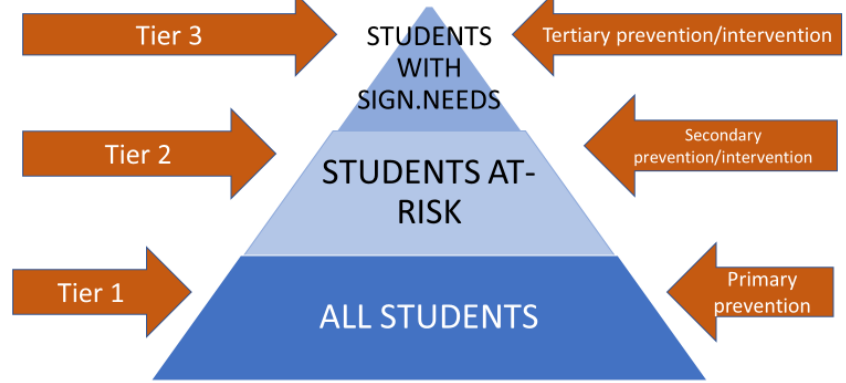 Tier 3
STUDENTS
WITH
SIGN.NEEDS
Tertiary prevention/intervention
Tier 2
STUDENTS AT-
RISK
Secondary
prevention/intervention
Tier 1
ALL STUDENTS
Primary
prevention